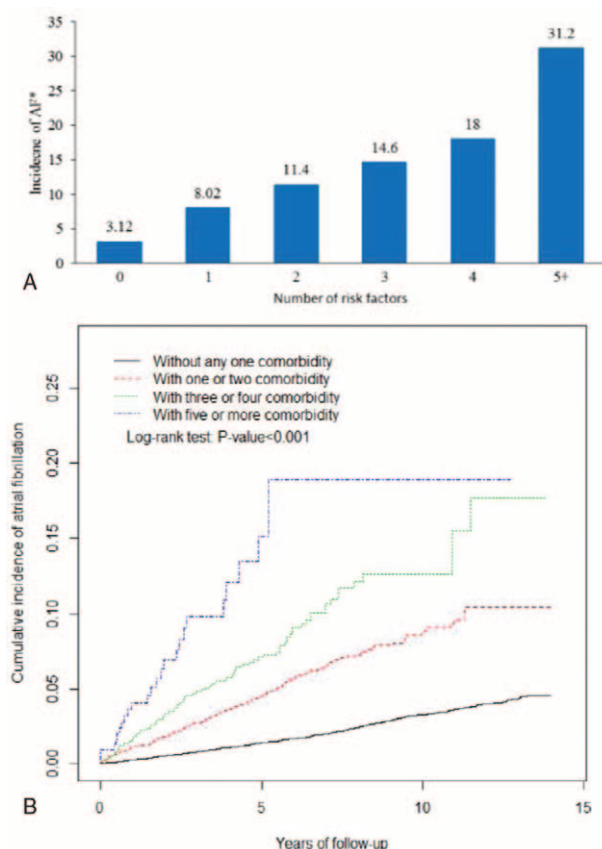 35
30
25
20
15
10
5
0
Incidecne of AF*
3.12
8.02
11.4
14.6
18
31.2
0 1 2 3 4 5+
Number of risk factors
A
Without any one comorbidity
With one or two comorbidity
With three or four comorbidity
With five or more comorbidity
Log-rank test: P-value<0.001
Cumulative incidence of atrial fibrillation
0.25
0.20
0.15
0.10
0.05
0.00
0 5 10 15
Years of follow-up
B